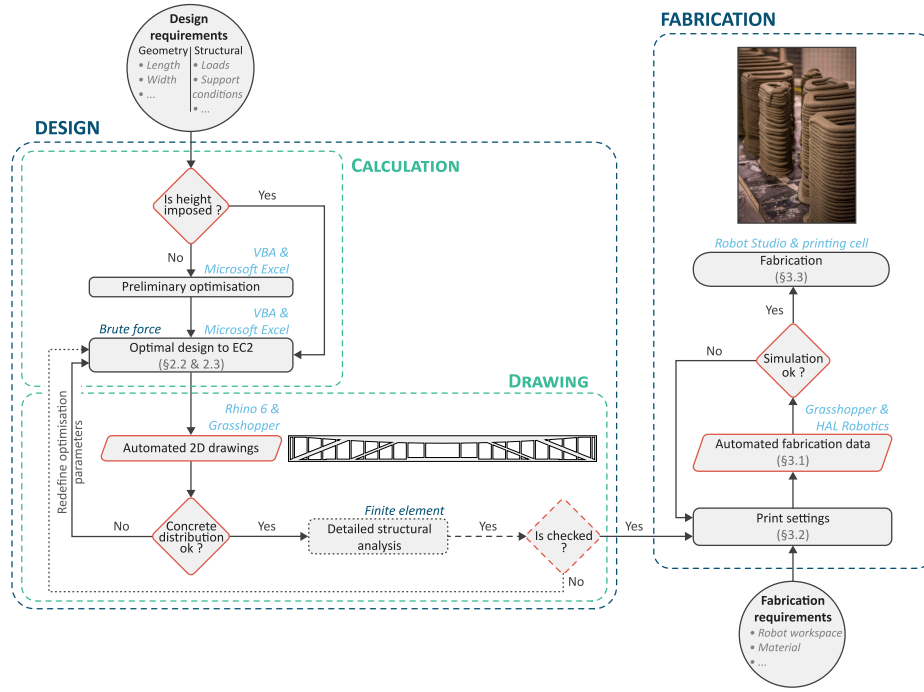 Design
requirements
Geometry
Structural
• Length
• Width
• ...
• Loads
• Support
conditions
• ...
DESIGN
CALCULATION
Is height
imposed ?
Yes
No
VBA &
Microsoft Excel
Preliminary optimisation
VBA &
Microsoft Excel
Brute force
Optimal design to EC2
(§2.2 & 2.3)
DRAWING
Rhino 6 &
Grasshopper
Automated 2D drawings
Redefine optimisation
parameters
Concrete
distribution
ok ?
No
Yes
Finite element
Detailed structural
analysis
Yes
Is checked
?
No
Yes
FABRICATION
Robot Studio & printing cell
Fabrication
(§3.3)
Yes
No
Simulation
ok ?
Grasshopper &
HAL Robotics
Automated fabrication data
(§3.1)
Print settings
(§3.2)
Fabrication
requirements
• Robot workspace
• Material
• ...